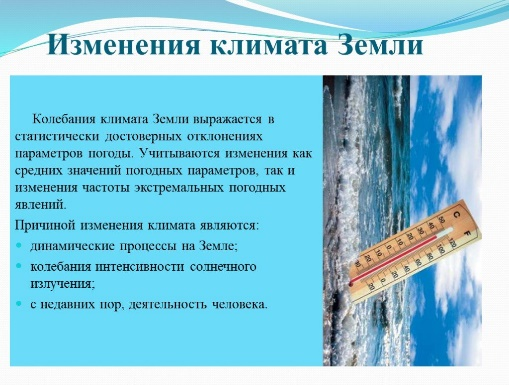 Изменения климата Земли
Колебания климата Земли выражается в
статистически достоверных отклонениях
параметров погоды. Учитываются изменения как
средних значений погодных параметров, так и
изменения частоты экстремальных погодных
явлений.
Причиной изменения климата являются:
динамические процессы на Земле;
колебания интенсивности солнечного
излучения;
с недавних пор, деятельность человека.
C
F